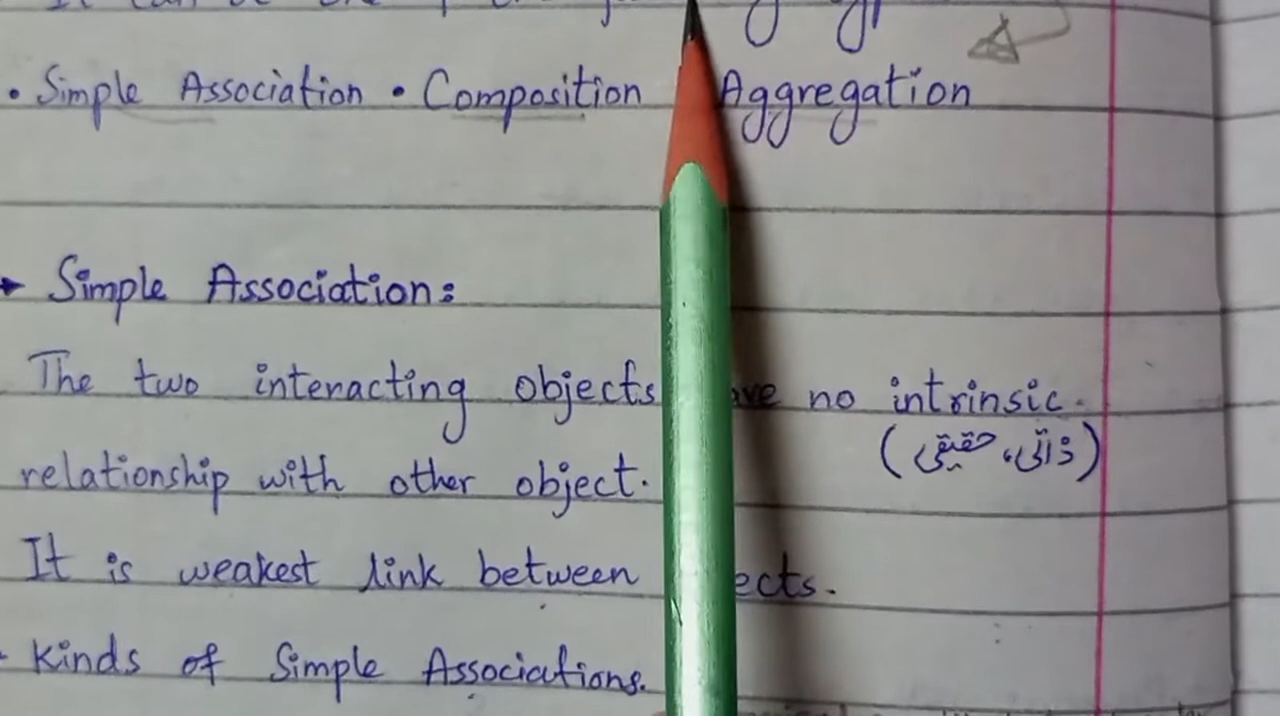 • Simple Association • Composition Aggregation
Simple Association:
The two interacting objects no intrinsic.
(ذاتی، حقیقی)
relationship with other object.
It is weakest link between
Kinds of Simple Associations.